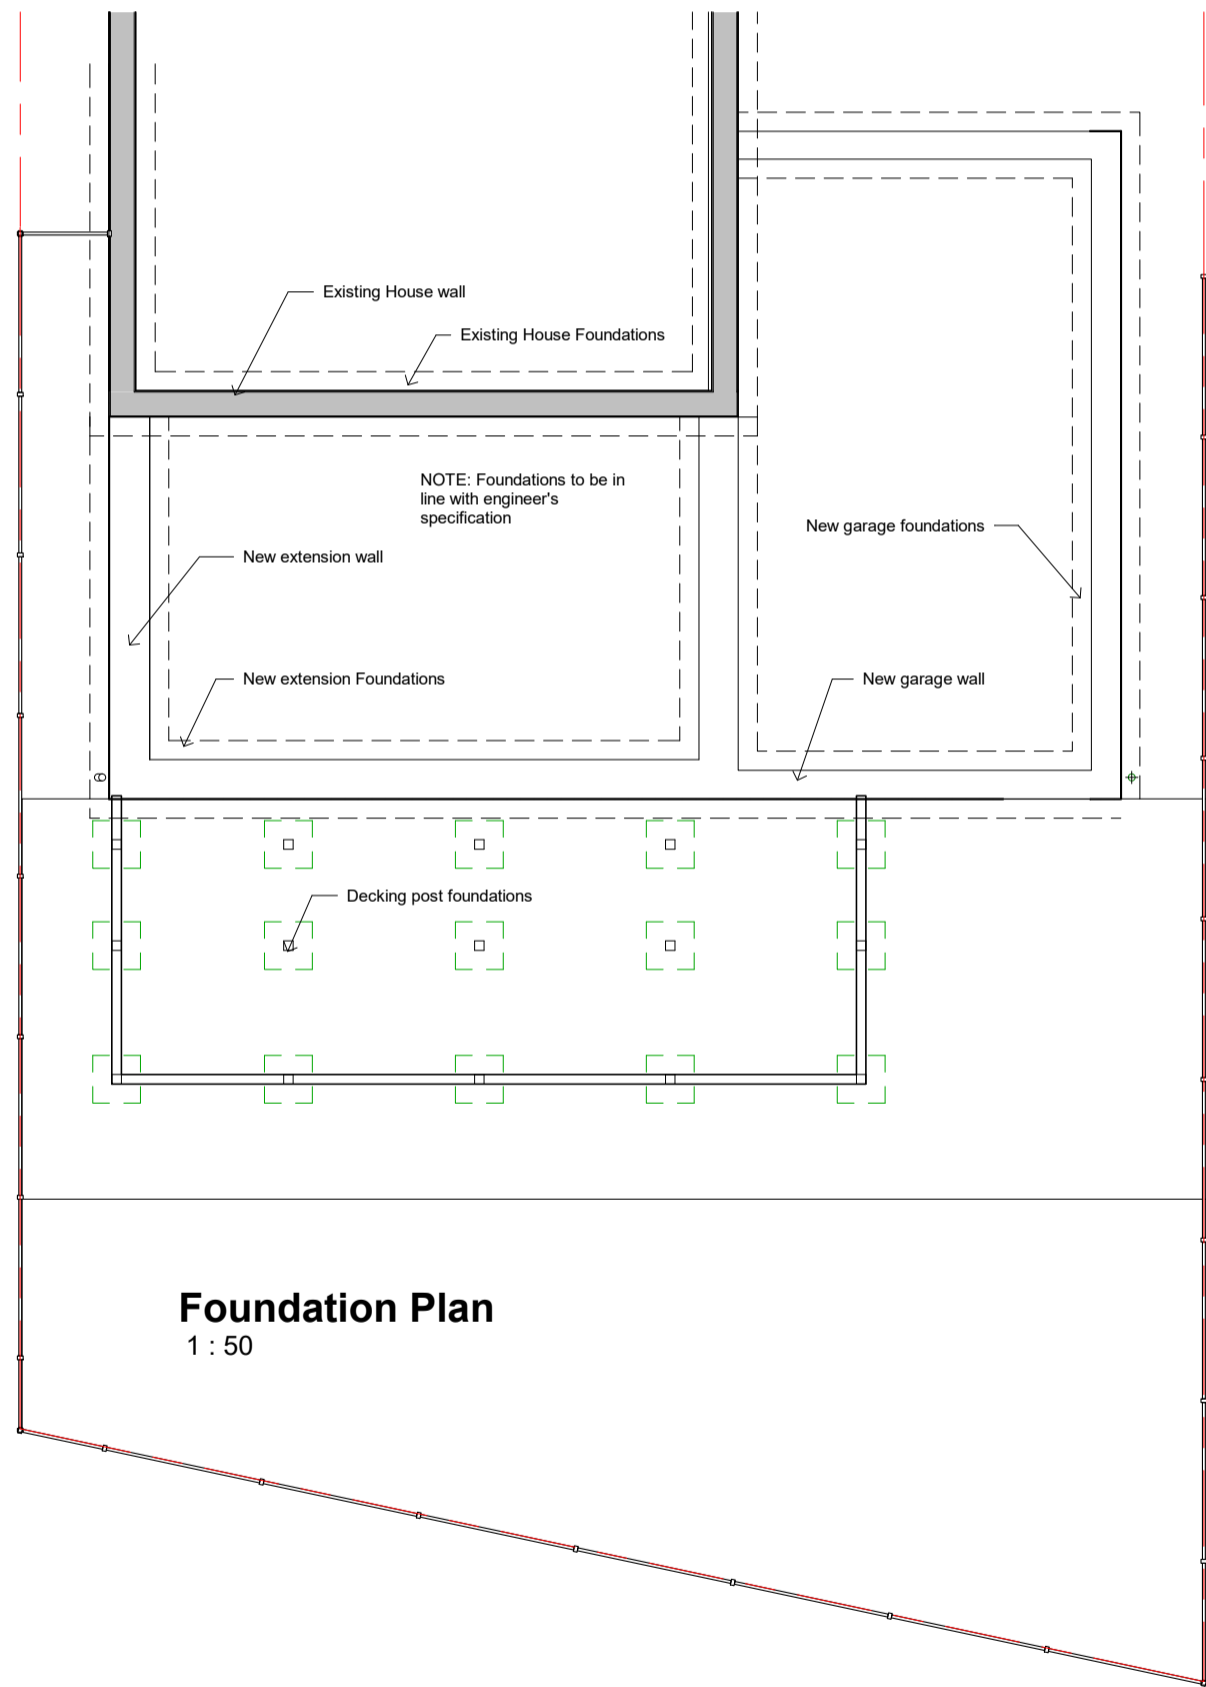 Existing House wall
Existing House Foundations
NOTE: Foundations to be in
line with engineer's
specification
New garage foundations
New extension wall
New extension Foundations
New garage wall
Decking post foundations
Foundation Plan
1 : 50